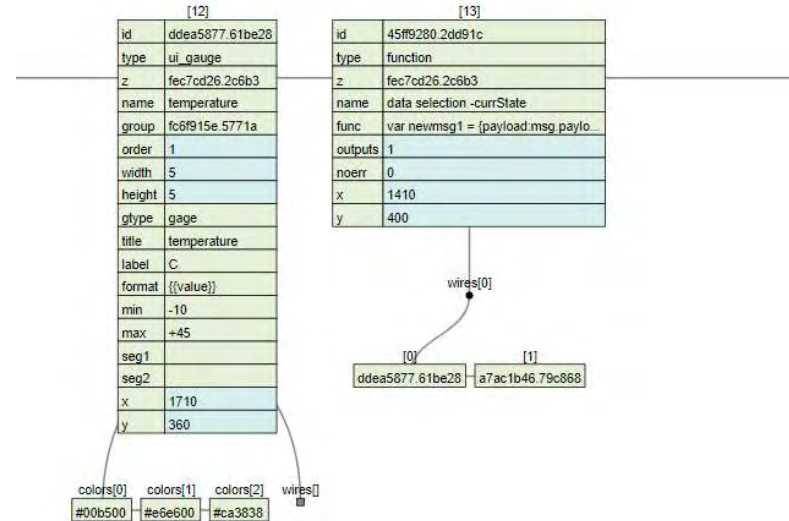 [12]
id ddea5877.61be28
type ui_gauge
z fec7cd26.2c6b3
name temperature
group fc6f915e.5771a
order 1
width 5
height 5
gtype gage
title temperature
label C
format {{value}}
min -10
max +45
seg1
seg2
x 1710
y 360
colors[0] colors[1] colors[2] wires[]
#00b500 #e6e600 #ca3838
[13]
id 45ff9280.2dd91c
type function
z fec7cd26.2c6b3
name data selection -currState
func var newmsg1 = {payload:msg.paylo...
outputs 1
noerr 0
x 1410
y 400
wires[0]
[0] [1]
ddea5877.61be28 a7ac1b46.79c868